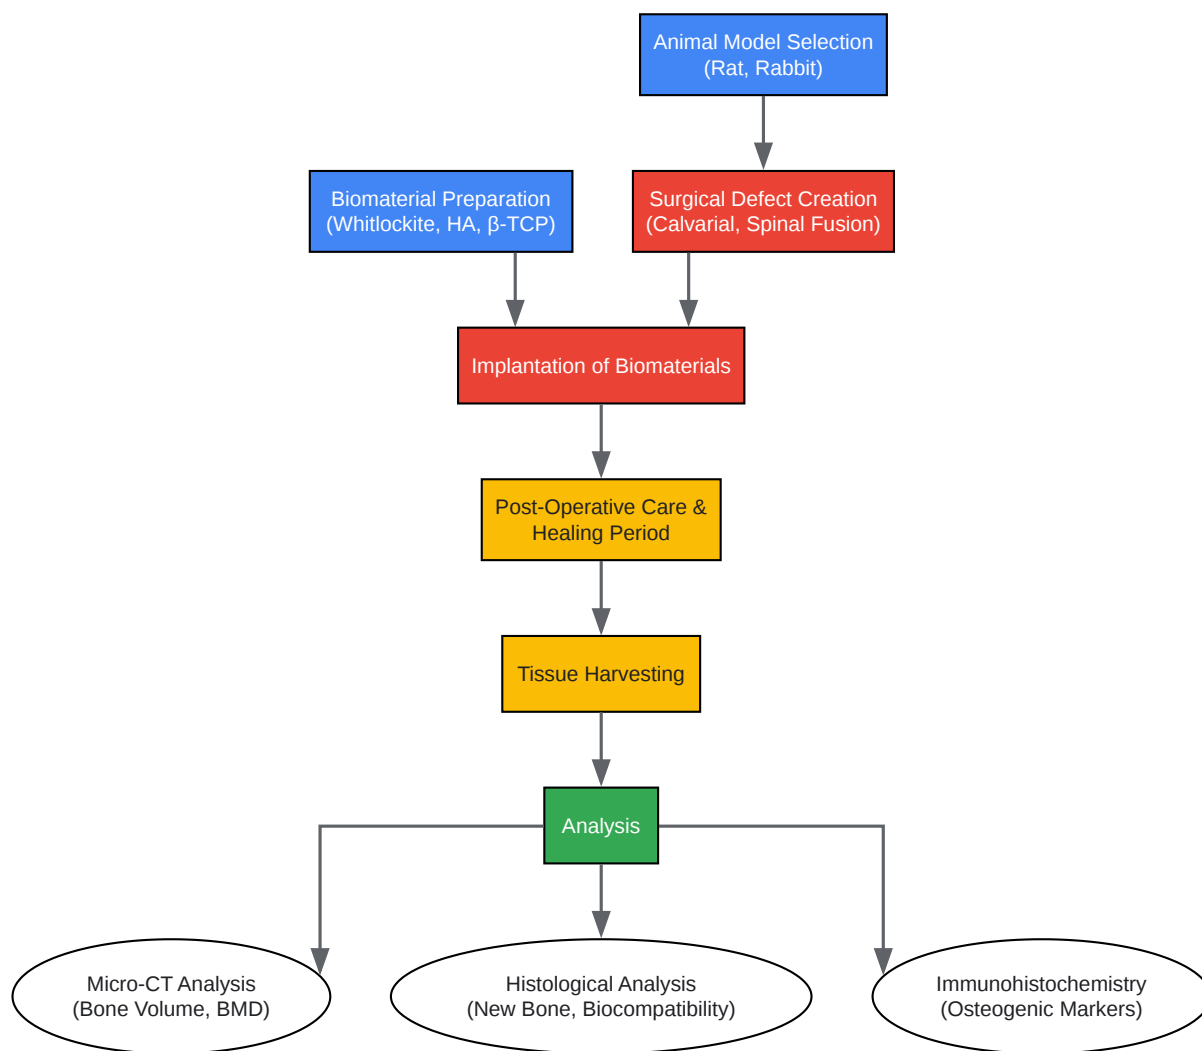 Animal Model Selection
(Rat, Rabbit)
Biomaterial Preparation
(Whitlockite, HA, β-TCP)
Surgical Defect Creation
(Calvarial, Spinal Fusion)
Implantation of Biomaterials
Post-Operative Care &
Healing Period
Tissue Harvesting
Analysis
Micro-CT Analysis
(Bone Volume, BMD)
Histological Analysis
(New Bone, Biocompatibility)
Immunohistochemistry
(Osteogenic Markers)